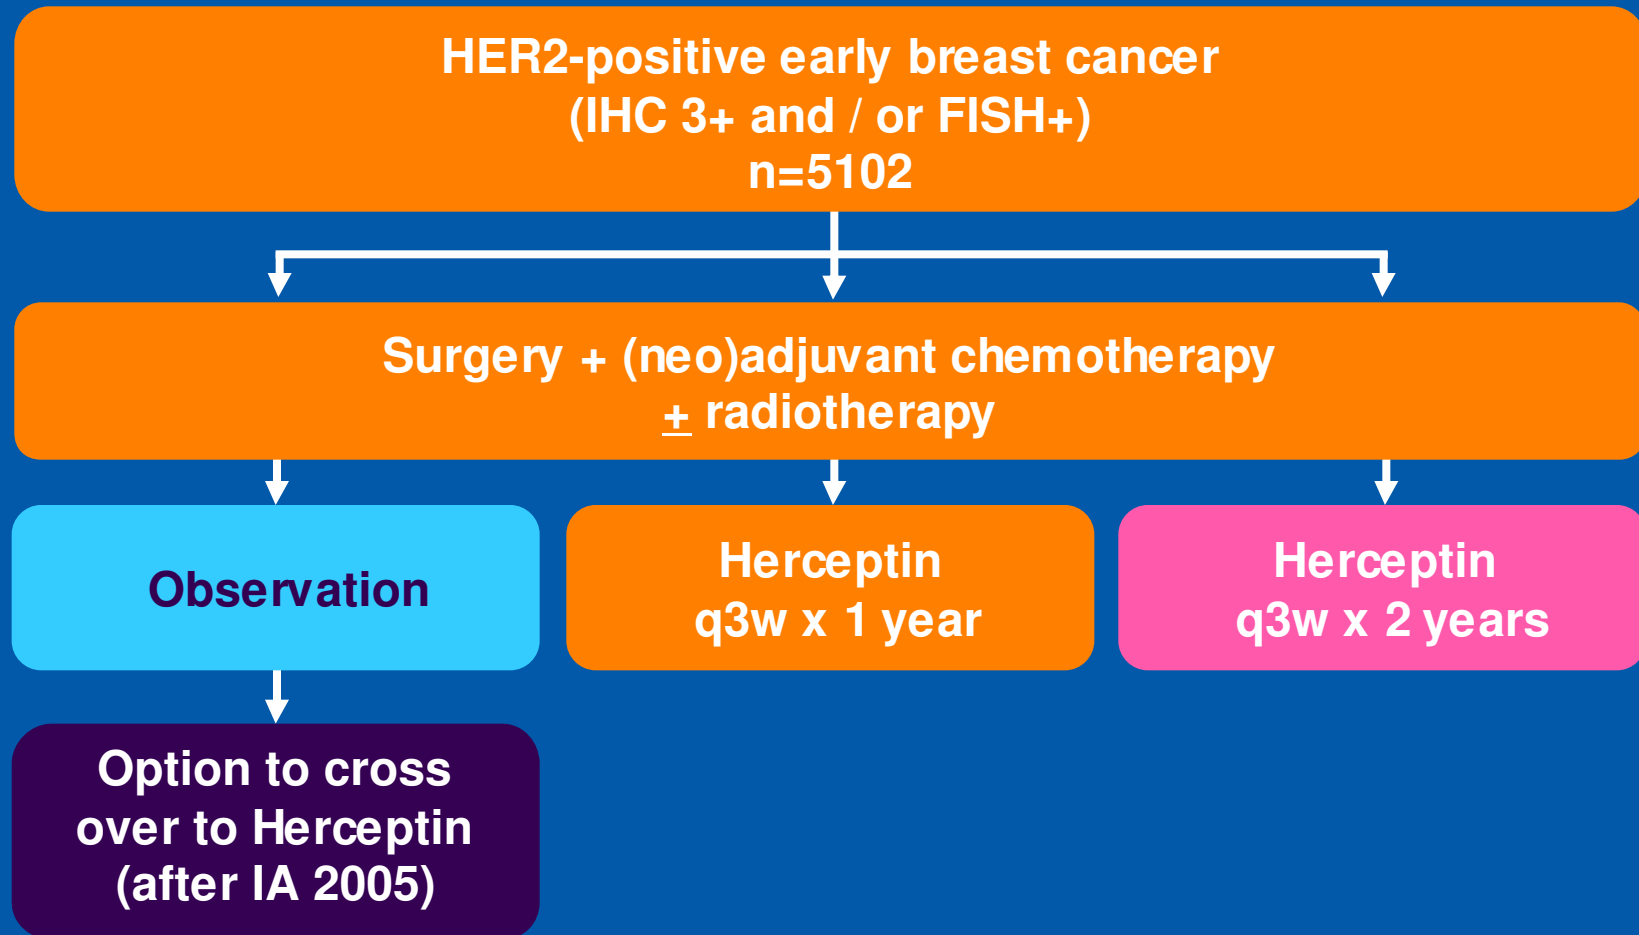 HER2-positive early breast cancer
(IHC 3+ and / or FISH+)
n=5102
Surgery + (neo)adjuvant chemotherapy
± radiotherapy
Observation
Herceptin
q3w x 1 year
Herceptin
q3w x 2 years
Option to cross
over to Herceptin
(after IA 2005)